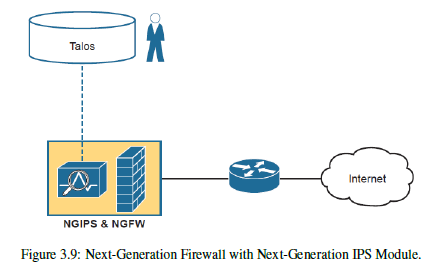 Talos
Internet
NGIPS & NGFW
Figure 3.9: Next-Generation Firewall with Next-Generation IPS Module.